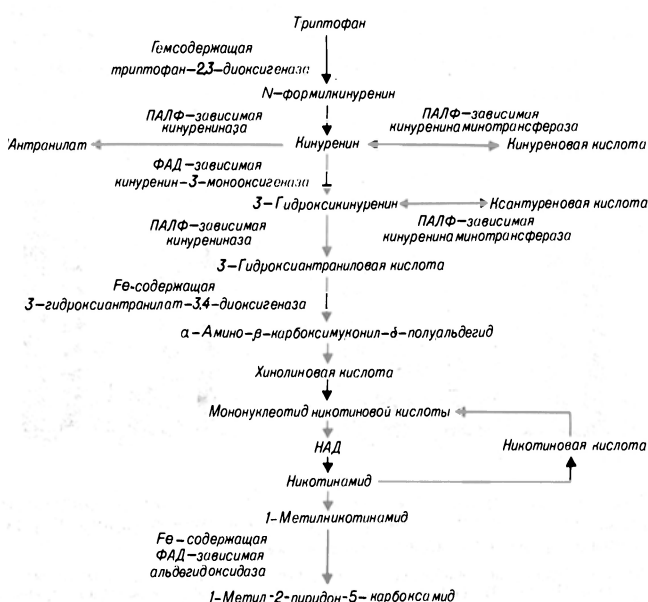 Триптофан
Гемсодержащая
триптофан-2,3-диоксигеназа
N-формилкинуренин
ПАЛФ-зависимая
кинурениназа
ПАЛФ-зависимая
кинуренинаминотрансфераза
Антранилат
Кинуренин
Кинуреновая кислота
ФАД-зависимая
кинуренин-3-монооксигеназа
3-Гидроксикинуренин
Ксантуреновая кислота
ПАЛФ-зависимая
кинурениназа
ПАЛФ-зависимая
кинуренинаминотрансфераза
3-Гидроксиантраниловая кислота
Fe-содержащая
3-гидроксиантранилат-3,4-диоксигеназа
α-Амино-β-карбоксимуконил-δ-полуальдегид
Хинолиновая кислота
Мононуклеотид никотиновой кислоты
НАД
Никотиновая кислота
Никотинамид
1-Метилникотинамид
Fe-содержащая
ФАД-зависимая
альдегидоксидаза
1-Метил-2-пиридон-5-карбоксамид